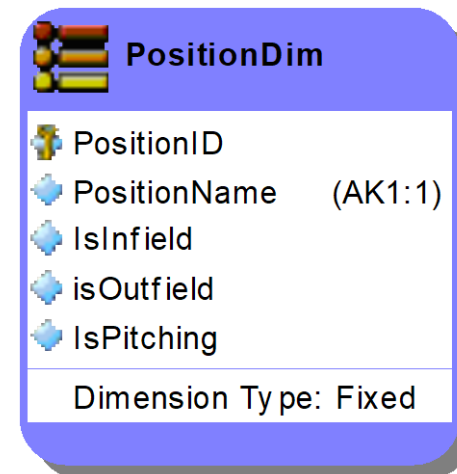 PositionDim
PositionID
PositionName (AK1:1)
IsInfield
isOutfield
IsPitching
Dimension Type: Fixed